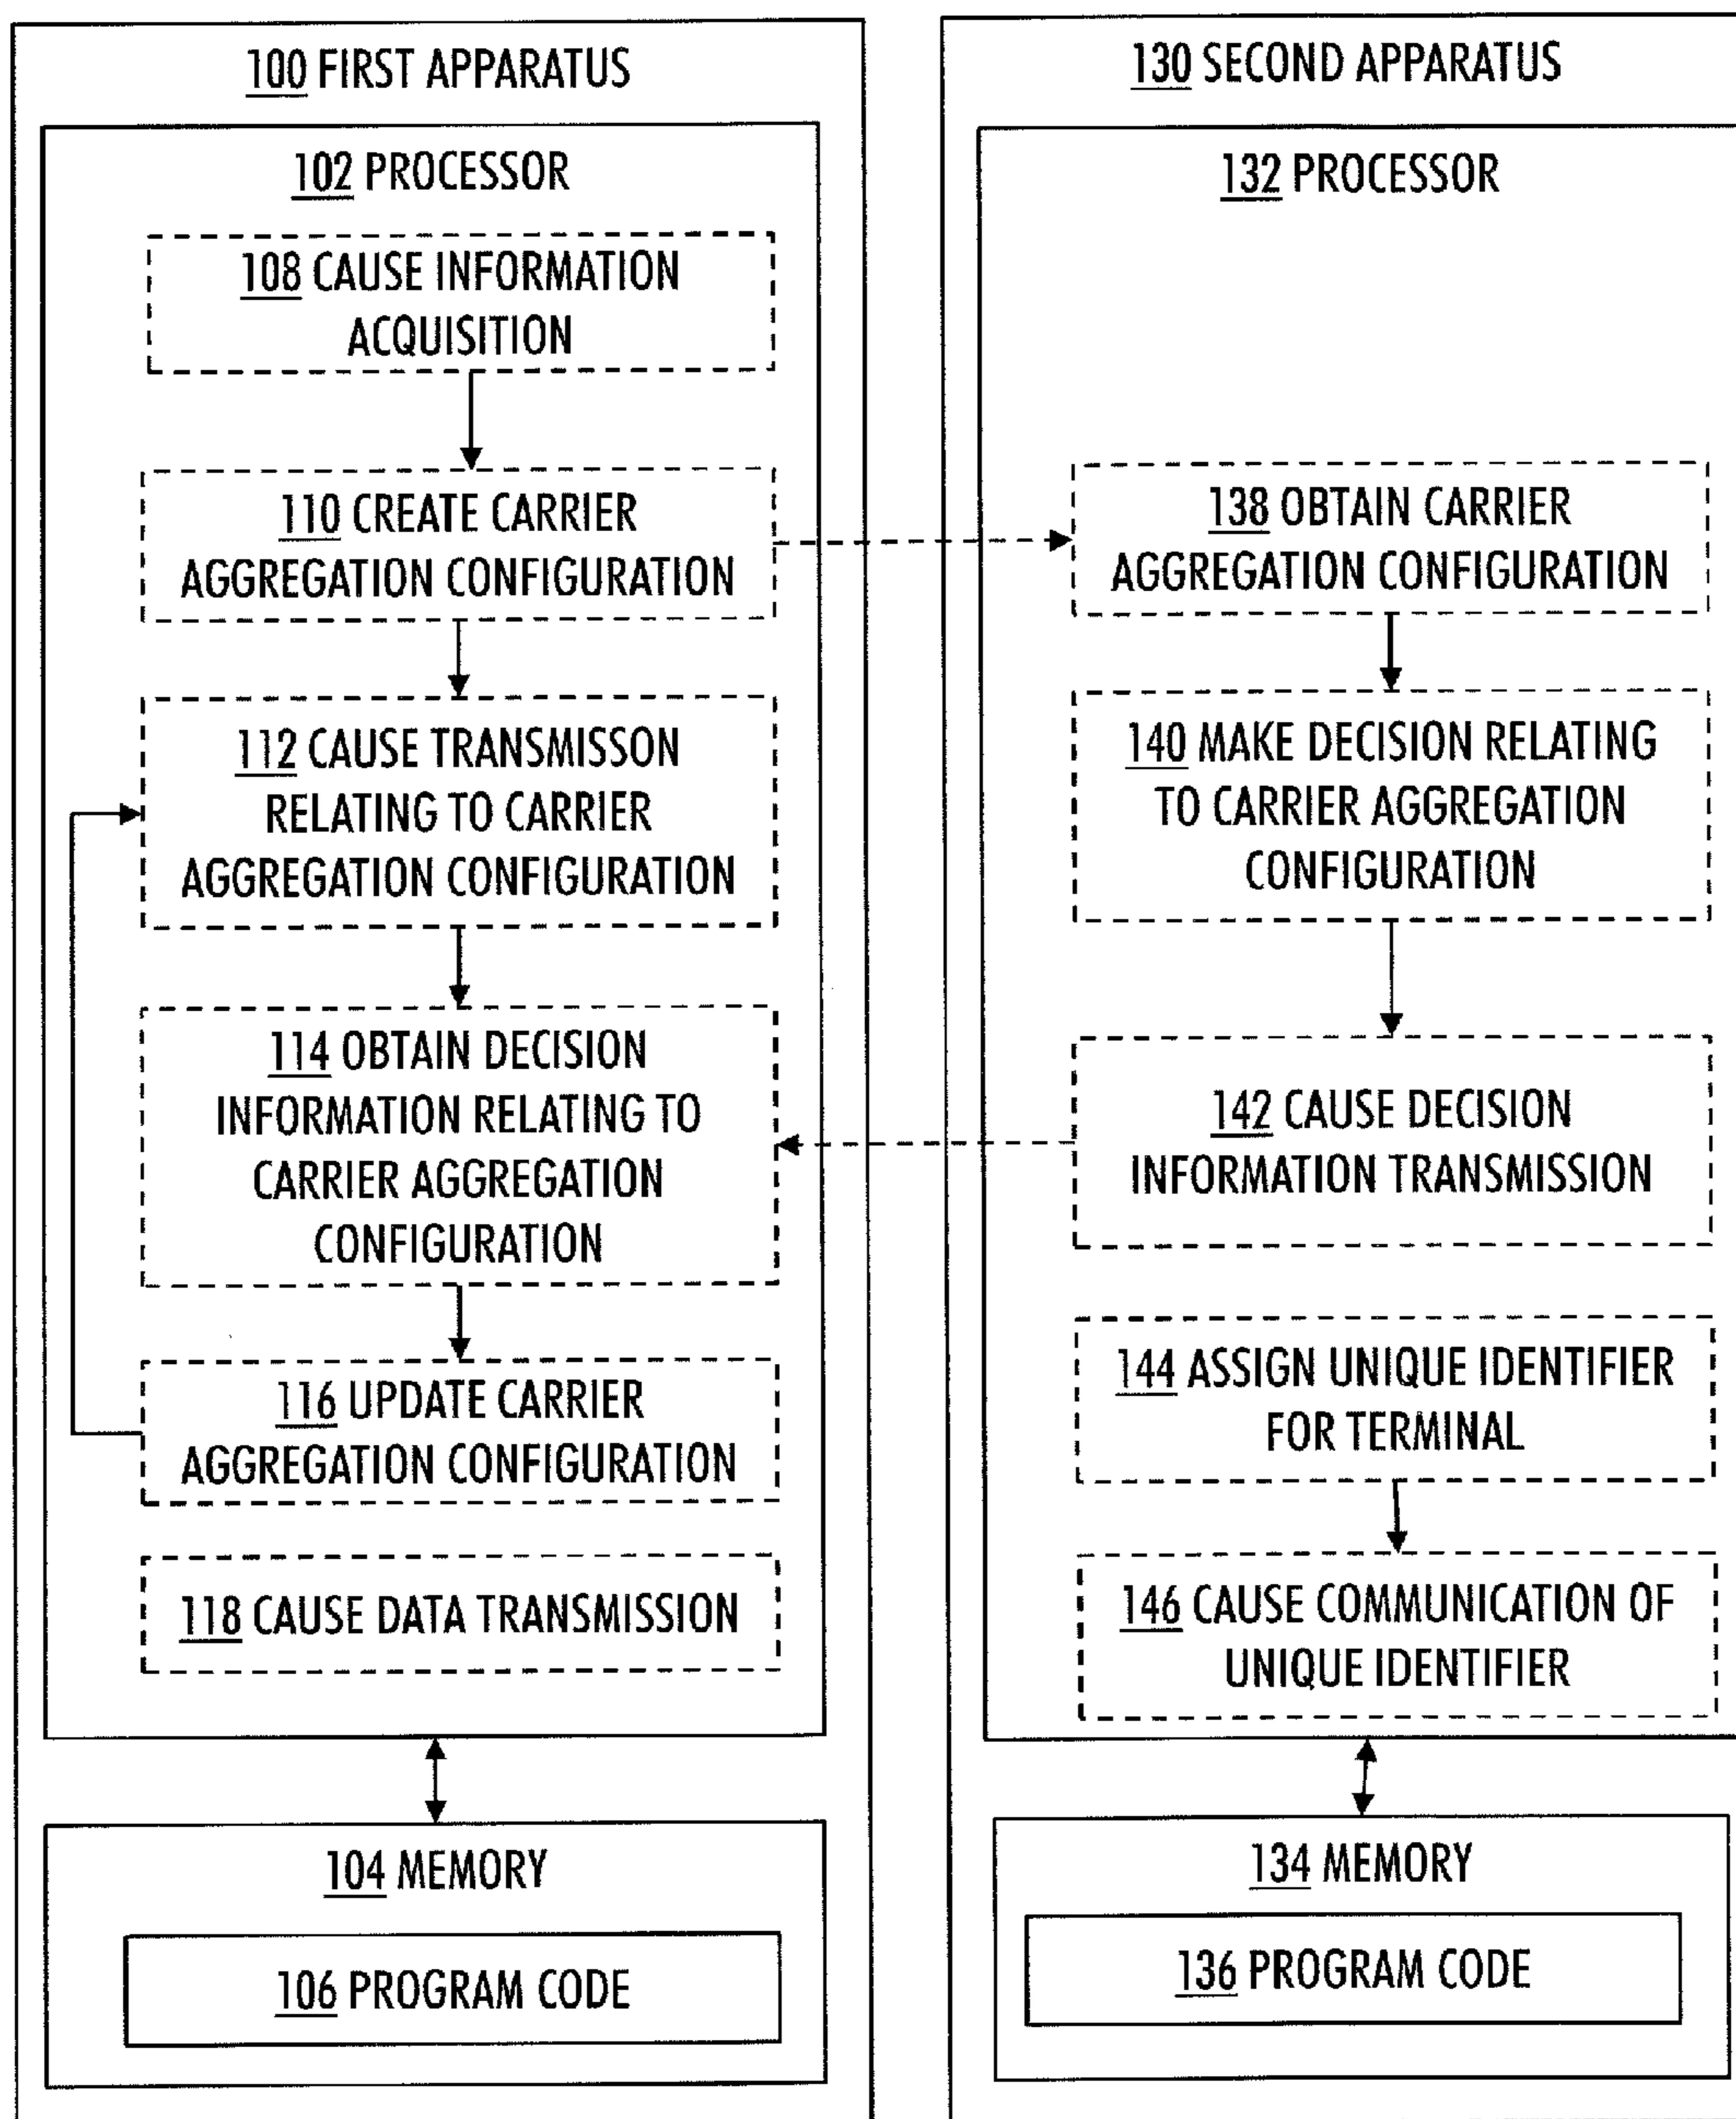 100 FIRST APPARATUS
102 PROCESSOR
108 CAUSE INFORMATION
ACQUISITION
110 CREATE CARRIER
AGGREGATION CONFIGURATION
112 CAUSE TRANSMISSON
RELATING TO CARRIER
AGGREGATION CONFIGURATION
114 OBTAIN DECISION
INFORMATION RELATING TO
CARRIER AGGREGATION
CONFIGURATION
116 UPDATE CARRIER
AGGREGATION CONFIGURATION
118 CAUSE DATA TRANSMISSION
104 MEMORY
106 PROGRAM CODE
130 SECOND APPARATUS
132 PROCESSOR
138 OBTAIN CARRIER
AGGREGATION CONFIGURATION
140 MAKE DECISION RELATING
TO CARRIER AGGREGATION
CONFIGURATION
142 CAUSE DECISION
INFORMATION TRANSMISSION
144 ASSIGN UNIQUE IDENTIFIER
FOR TERMINAL
146 CAUSE COMMUNICATION OF
UNIQUE IDENTIFIER
134 MEMORY
136 PROGRAM CODE